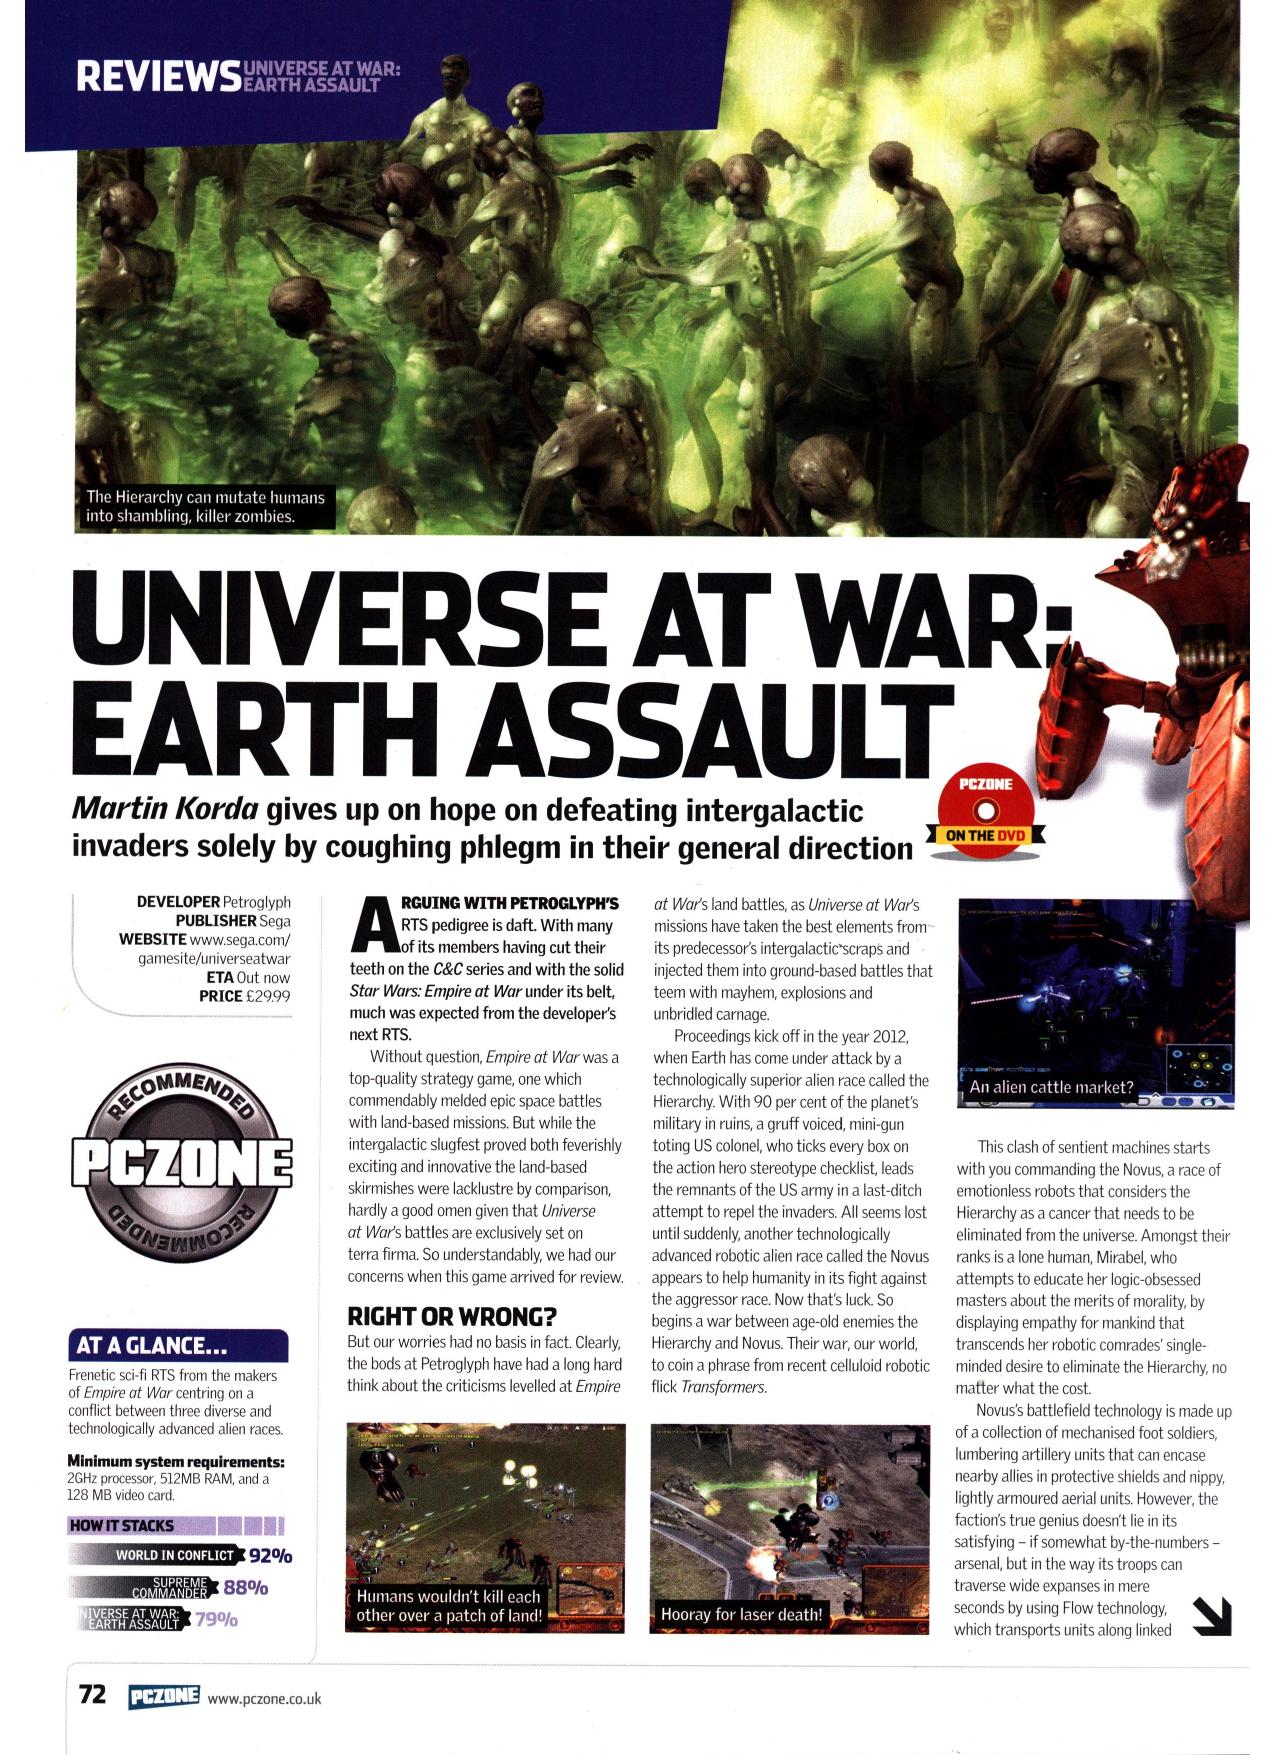 REVIEWS UNIVERSE AT WAR:
EARTH ASSAULT
The Hierarchy can mutate humans
into shambling, killer zombies.
UNIVERSE AT WAR:
EARTH ASSAULT
Martin Korda gives up on hope on defeating intergalactic
invaders solely by coughing phlegm in their general direction
PCZONE
ON THE DVD
DEVELOPER Petroglyph
PUBLISHER Sega
WEBSITE www.sega.com/
gamesite/universeatwar
ETA Out now
PRICE £29.99
RECOMMENDED
PCZONE
RECOMMENDED
AT A GLANCE...
Frenetic sci-fi RTS from the makers
of Empire at War centring on a
conflict between three diverse and
technologically advanced alien races.
Minimum system requirements:
2GHz processor, 512MB RAM, and a
128 MB video card.
HOW IT STACKS
WORLD IN CONFLICT 92%
SUPREME
COMMANDER 88%
NIVERSE AT WAR:
EARTH ASSAULT 79%
ARGUING WITH PETROGLYPH'S
RTS pedigree is daft. With many
of its members having cut their
teeth on the C&C series and with the solid
Star Wars: Empire at War under its belt,
much was expected from the developer's
next RTS.
Without question, Empire at War was a
top-quality strategy game, one which
commendably melded epic space battles
with land-based missions. But while the
intergalactic slugfest proved both feverishly
exciting and innovative the land-based
skirmishes were lacklustre by comparison,
hardly a good omen given that Universe
at War's battles are exclusively set on
terra firma. So understandably, we had our
concerns when this game arrived for review.
RIGHT OR WRONG?
But our worries had no basis in fact. Clearly,
the bods at Petroglyph have had a long hard
think about the criticisms levelled at Empire
at War's land battles, as Universe at War's
missions have taken the best elements from
its predecessor's intergalactic scraps and
injected them into ground-based battles that
teem with mayhem, explosions and
unbridled carnage.
Proceedings kick off in the year 2012,
when Earth has come under attack by a
technologically superior alien race called the
Hierarchy. With 90 per cent of the planet's
military in ruins, a gruff voiced, mini-gun
toting US colonel, who ticks every box on
the action hero stereotype checklist, leads
the remnants of the US army in a last-ditch
attempt to repel the invaders. All seems lost
until suddenly, another technologically
advanced robotic alien race called the Novus
appears to help humanity in its fight against
the aggressor race. Now that's luck. So
begins a war between age-old enemies the
Hierarchy and Novus. Their war, our world,
to coin a phrase from recent celluloid robotic
flick Transformers.
An alien cattle market?
This clash of sentient machines starts
with you commanding the Novus, a race of
emotionless robots that considers the
Hierarchy as a cancer that needs to be
eliminated from the universe. Amongst their
ranks is a lone human, Mirabel, who
attempts to educate her logic-obsessed
masters about the merits of morality, by
displaying empathy for mankind that
transcends her robotic comrades' single-
minded desire to eliminate the Hierarchy, no
matter what the cost.
Novus's battlefield technology is made up
of a collection of mechanised foot soldiers,
lumbering artillery units that can encase
nearby allies in protective shields and nippy,
lightly armoured aerial units. However, the
faction's true genius doesn't lie in its
satisfying – if somewhat by-the-numbers –
arsenal, but in the way its troops can
traverse wide expanses in mere
seconds by using Flow technology,
which transports units along linked
Humans wouldn't kill each
other over a patch of land!
Hooray for laser death!
72 PCZONE www.pczone.co.uk